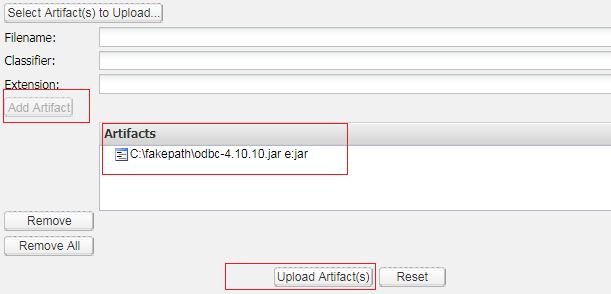 Select Artifact(s) to Upload...
Filename:
Classifier:
Extension:
Add Artifact
Artifacts
C:\fakepath\odbc-4.10.10.jar e:jar
Remove
Remove All
Upload Artifact(s)
Reset